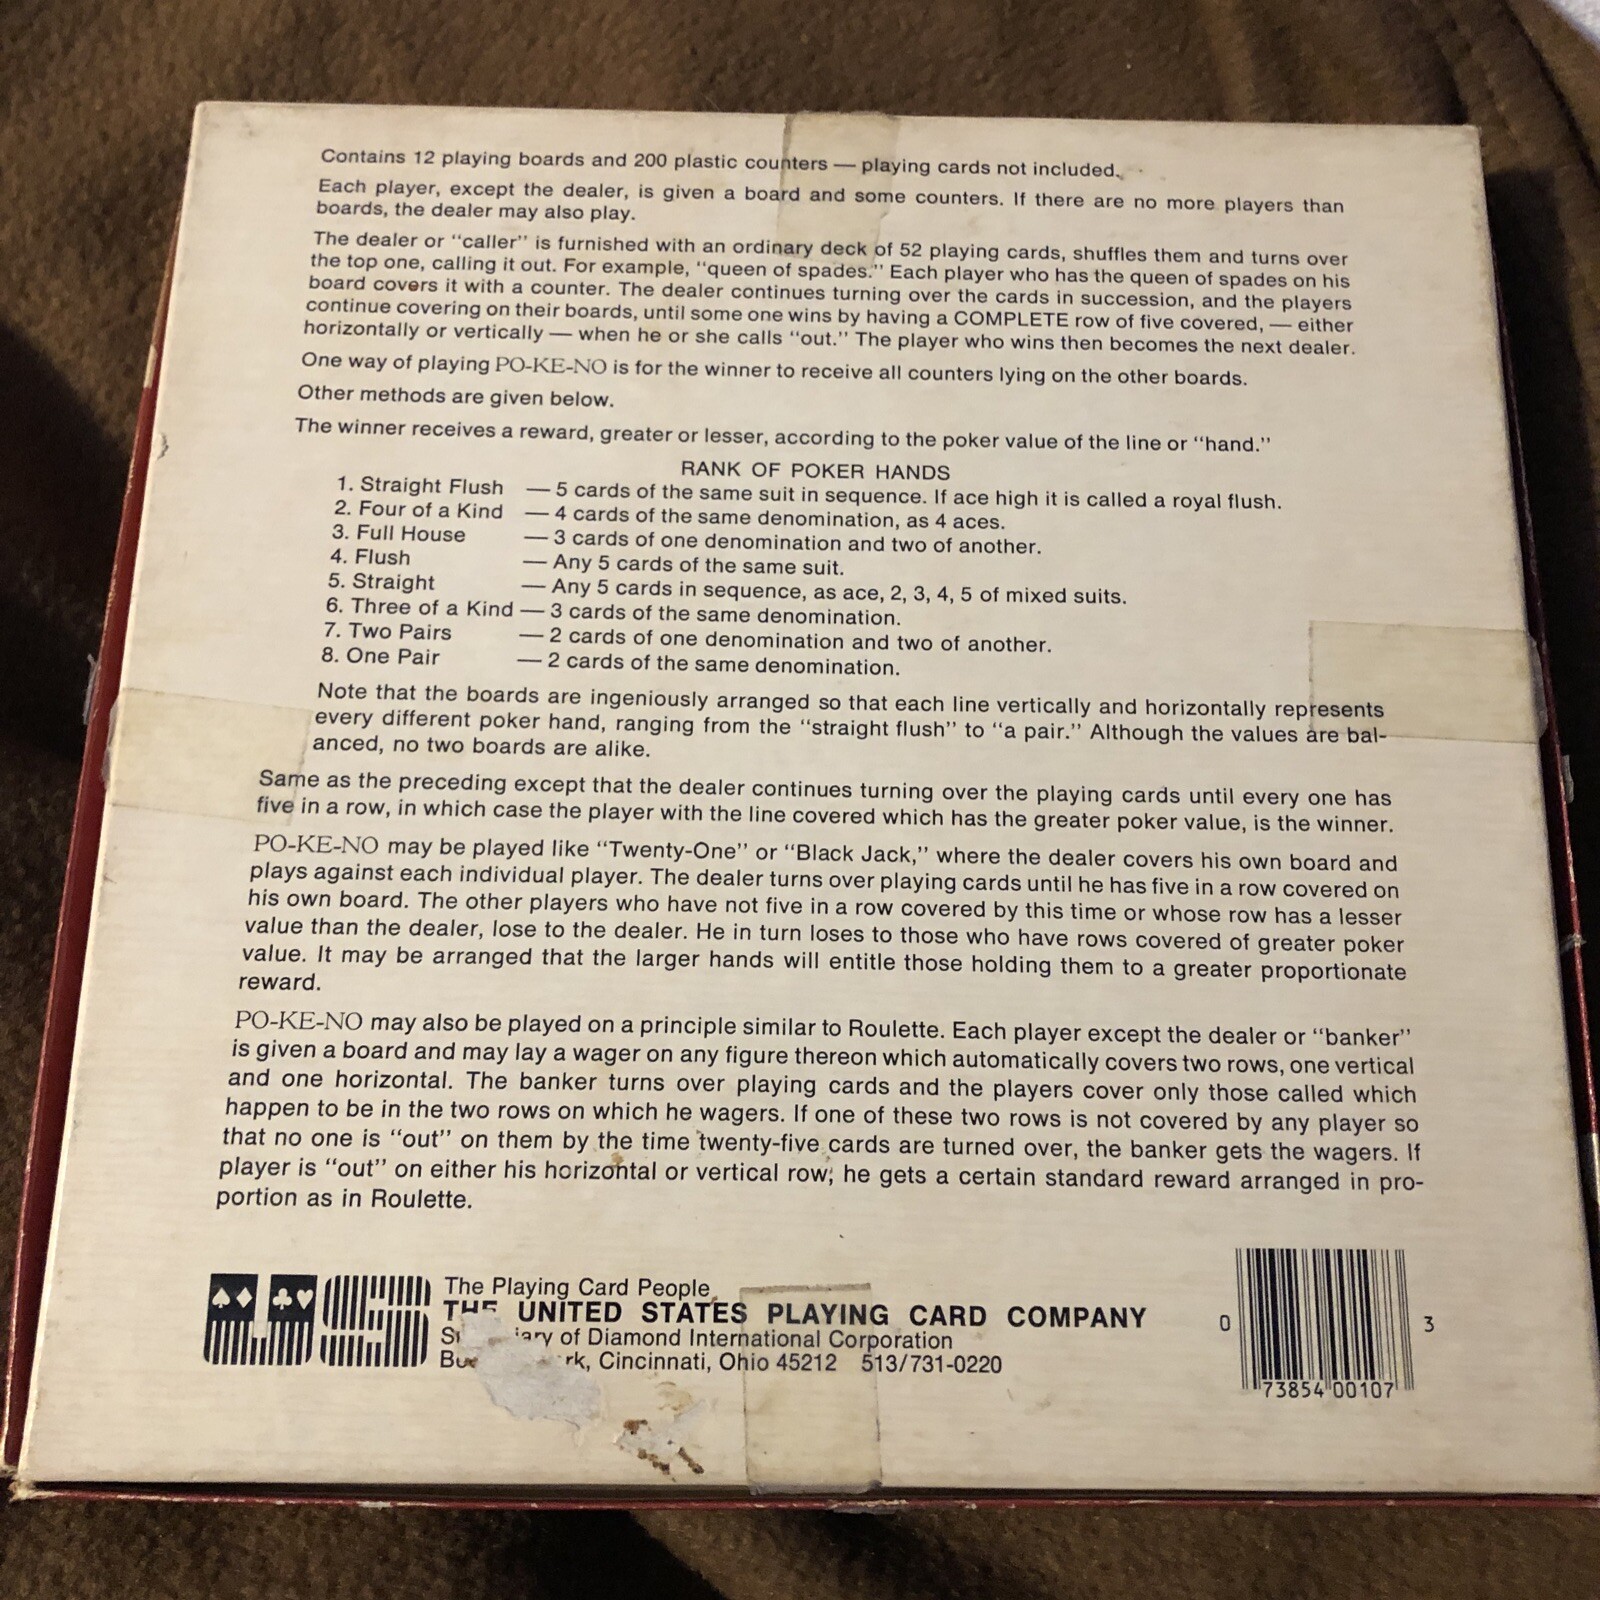 Contains 12 playing boards and 200 plastic counters — playing cards not included.
Each player, except the dealer, is given a board and some counters. If there are no more players than
boards, the dealer may also play.
The dealer or "caller" is furnished with an ordinary deck of 52 playing cards, shuffles them and turns over
the top one, calling it out. For example, "queen of spades." Each player who has the queen of spades on his
board covers it with a counter. The dealer continues turning over the cards in succession, and the players
continue covering on their boards, until some one wins by having a COMPLETE row of five covered, — either
horizontally or vertically — when he or she calls "out." The player who wins then becomes the next dealer.
One way of playing PO-KE-NO is for the winner to receive all counters lying on the other boards.
Other methods are given below.
The winner receives a reward, greater or lesser, according to the poker value of the line or "hand."
RANK OF POKER HANDS
1. Straight Flush — 5 cards of the same suit in sequence. If ace high it is called a royal flush.
2. Four of a Kind — 4 cards of the same denomination, as 4 aces.
3. Full House — 3 cards of one denomination and two of another.
4. Flush — Any 5 cards of the same suit.
5. Straight — Any 5 cards in sequence, as ace, 2, 3, 4, 5 of mixed suits.
6. Three of a Kind — 3 cards of the same denomination.
7. Two Pairs — 2 cards of one denomination and two of another.
8. One Pair — 2 cards of the same denomination.
Note that the boards are ingeniously arranged so that each line vertically and horizontally represents
every different poker hand, ranging from the "straight flush" to "a pair." Although the values are bal-
anced, no two boards are alike.
Same as the preceding except that the dealer continues turning over the playing cards until every one has
five in a row, in which case the player with the line covered which has the greater poker value, is the winner.
PO-KE-NO may be played like "Twenty-One" or "Black Jack," where the dealer covers his own board and
plays against each individual player. The dealer turns over playing cards until he has five in a row covered on
his own board. The other players who have not five in a row covered by this time or whose row has a lesser
value than the dealer, lose to the dealer. He in turn loses to those who have rows covered of greater poker
value. It may be arranged that the larger hands will entitle those holding them to a greater proportionate
reward.
PO-KE-NO may also be played on a principle similar to Roulette. Each player except the dealer or "banker"
is given a board and may lay a wager on any figure thereon which automatically covers two rows, one vertical
and one horizontal. The banker turns over playing cards and the players cover only those called which
happen to be in the two rows on which he wagers. If one of these two rows is not covered by any player so
that no one is "out" on them by the time twenty-five cards are turned over, the banker gets the wagers. If
player is "out" on either his horizontal or vertical row, he gets a certain standard reward arranged in pro-
portion as in Roulette.
US
The Playing Card People
THE UNITED STATES PLAYING CARD COMPANY
of Diamond International Corporation
Cincinnati, Ohio 45212 513/731-0220
0 73854 00107 3